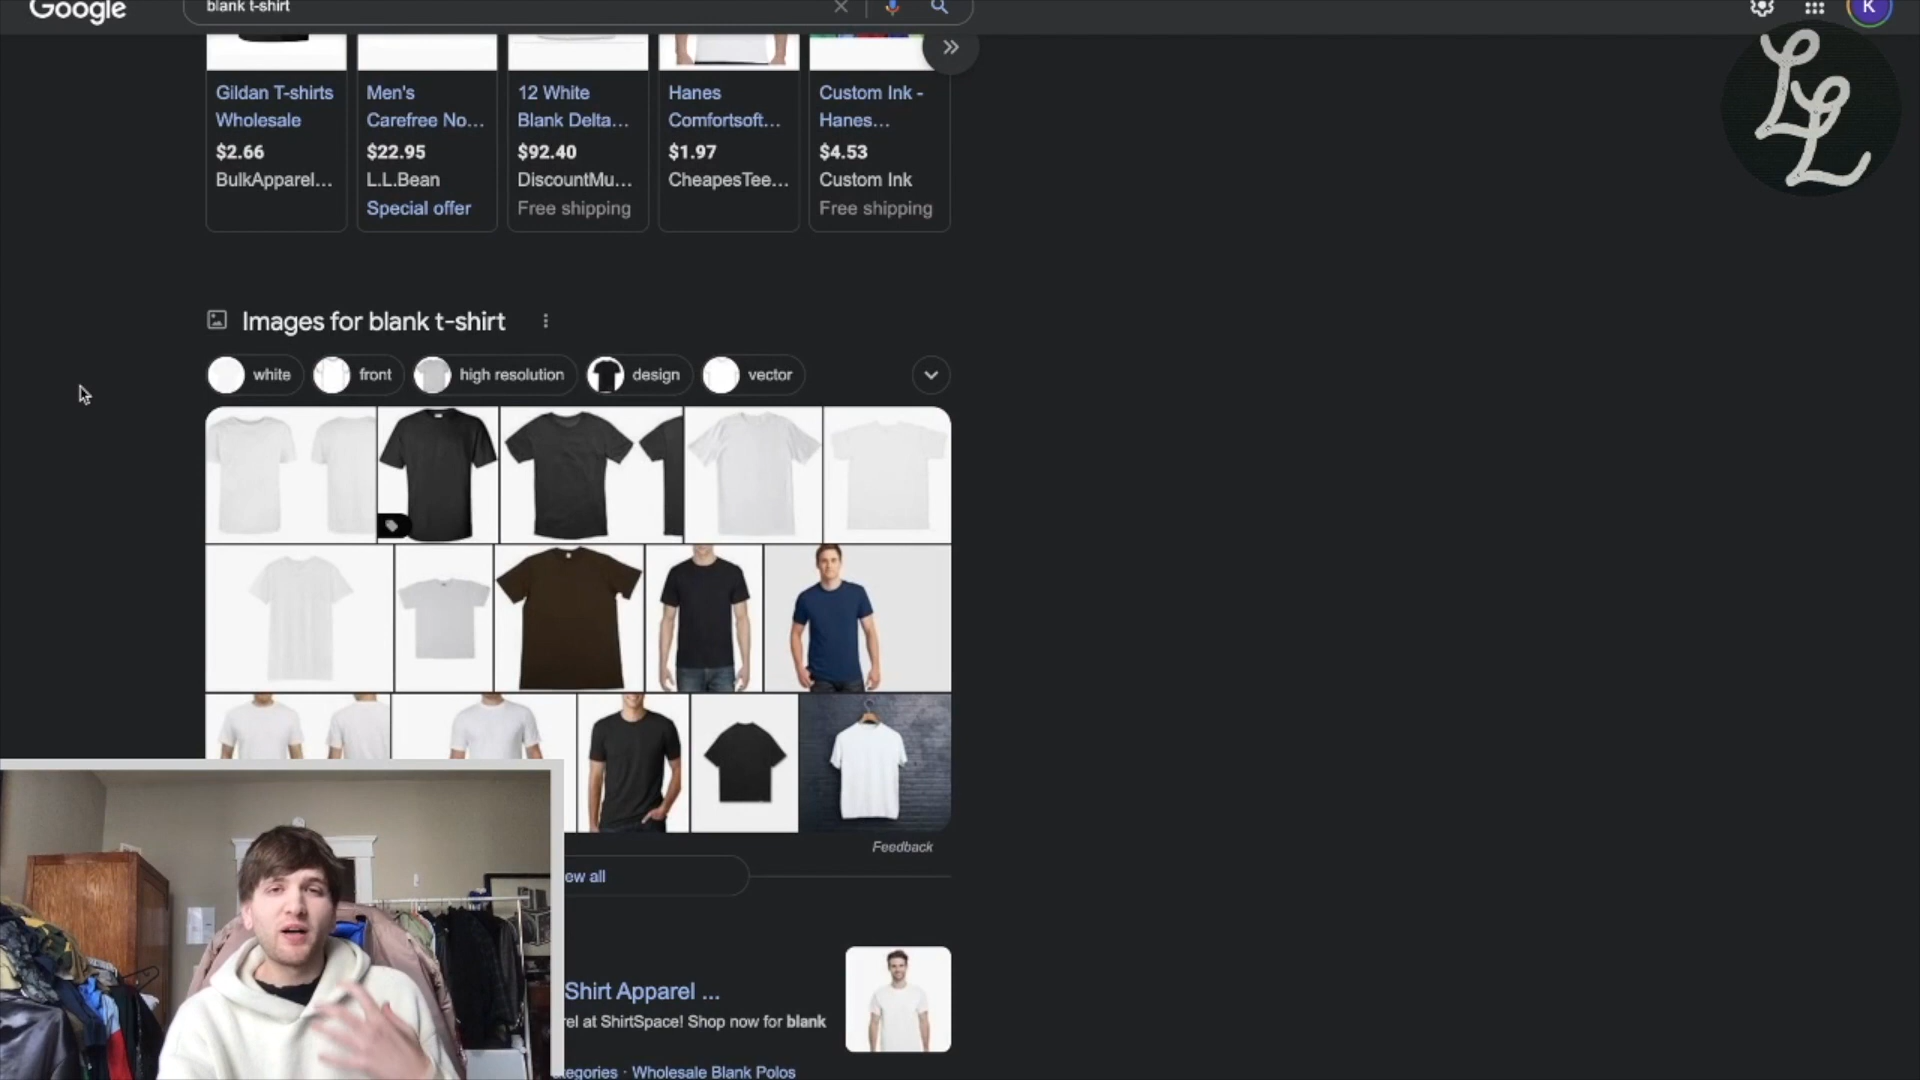 Google
blank t-shirt
K
Gildan T-shirts
Wholesale
$2.66
BulkApparel...
Men's
Carefree No...
$22.95
L.L.Bean
Special offer
12 White
Blank Delta...
$92.40
DiscountMu...
Free shipping
Hanes
Comfortsoft...
$1.97
CheapesTee...
Custom Ink -
Hanes...
$4.53
Custom Ink
Free shipping
LYL
Images for blank t-shirt
white
front
high resolution
design
vector
Feedback
ew all
Shirt Apparel ...
rel at ShirtSpace! Shop now for blank
tegories · Wholesale Blank Polos